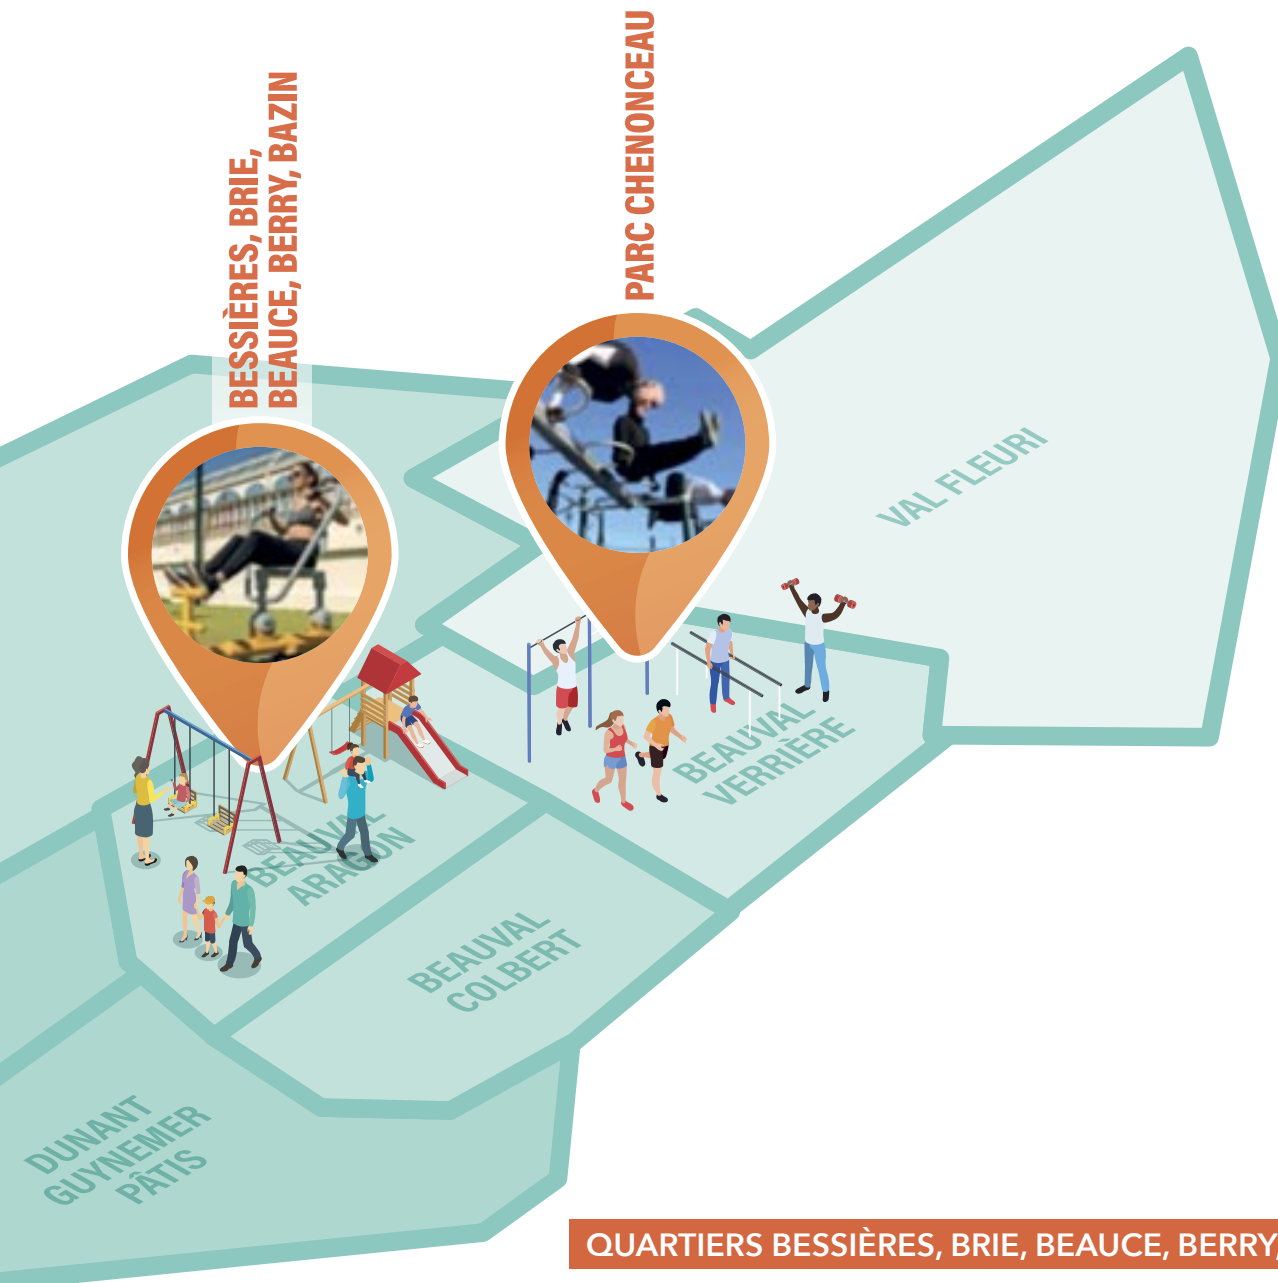 BESSIÈRES, BRIE,
BEAUCE, BERRY, BAZIN
PARC CHENONCEAU
VAL FLEURI
BEAUVAL
VERRIÈRE
BEAUVAL
ARAGON
BEAUVAL
COLBERT
DUNANT
GUYNEMER
PÂTIS
QUARTIERS BESSIÈRES, BRIE, BEAUCE, BERRY,